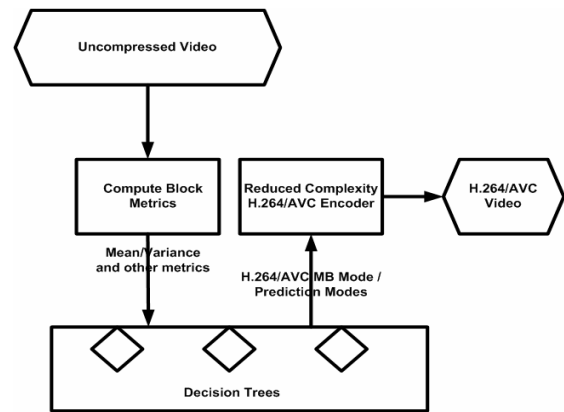 Uncompressed Video
Compute Block
Metrics
Reduced Complexity
H.264/AVC Encoder
H.264/AVC
Video
Mean/Variance
and other metrics
H.264/AVC MB Mode /
Prediction Modes
Decision Trees